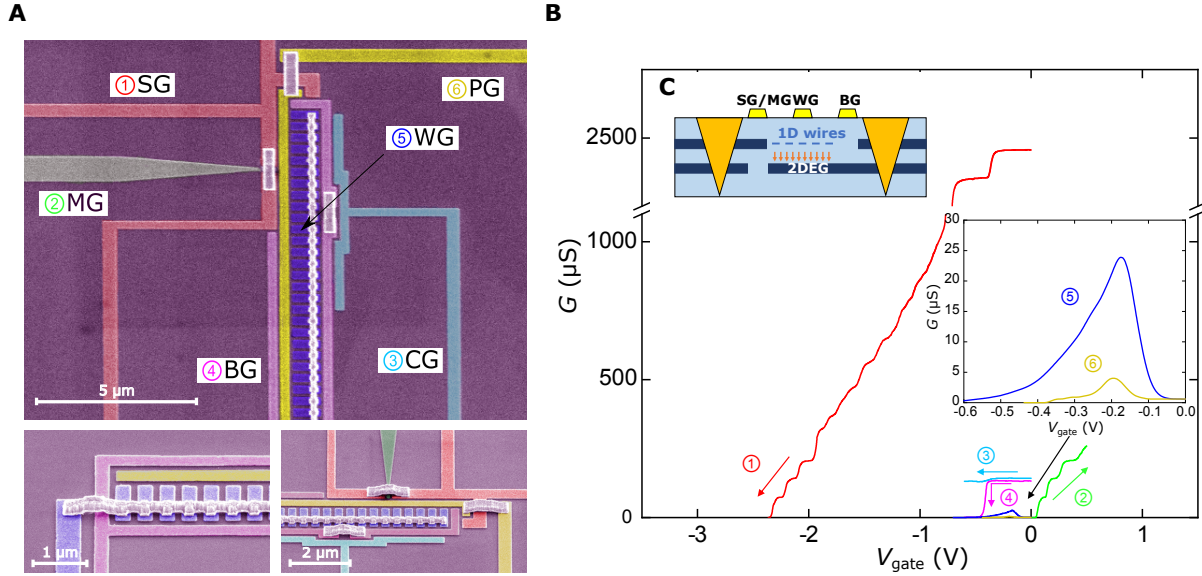 A
①SG
⑥PG
⑤WG
②MG
④BG
③CG
5 μm
1 μm
2 μm
B
G (μS)
2500
1000
500
0
-3
-2
-1
0
1
Vgate (V)
①
③
④
②
C
SG/MG
WG
BG
1D wires
2DEG
30
25
20
15
10
5
0
G (μS)
⑤
⑥
-0.6
-0.5
-0.4
-0.3
-0.2
-0.1
0.0
Vgate (V)